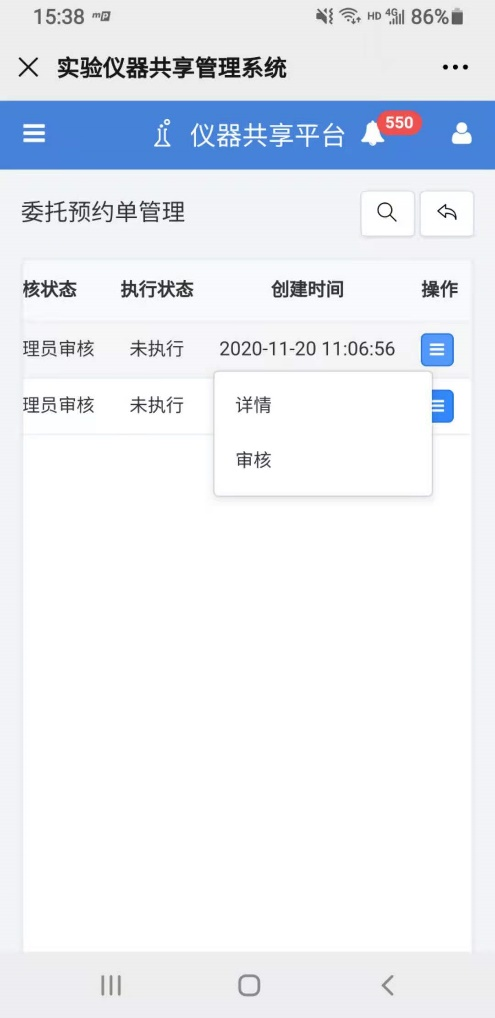 15:38
HD 4G 86%
实验仪器共享管理系统
仪器共享平台 550
委托预约单管理
核状态 执行状态 创建时间 操作
理员审核 未执行 2020-11-20 11:06:56
理员审核 未执行
详情
审核